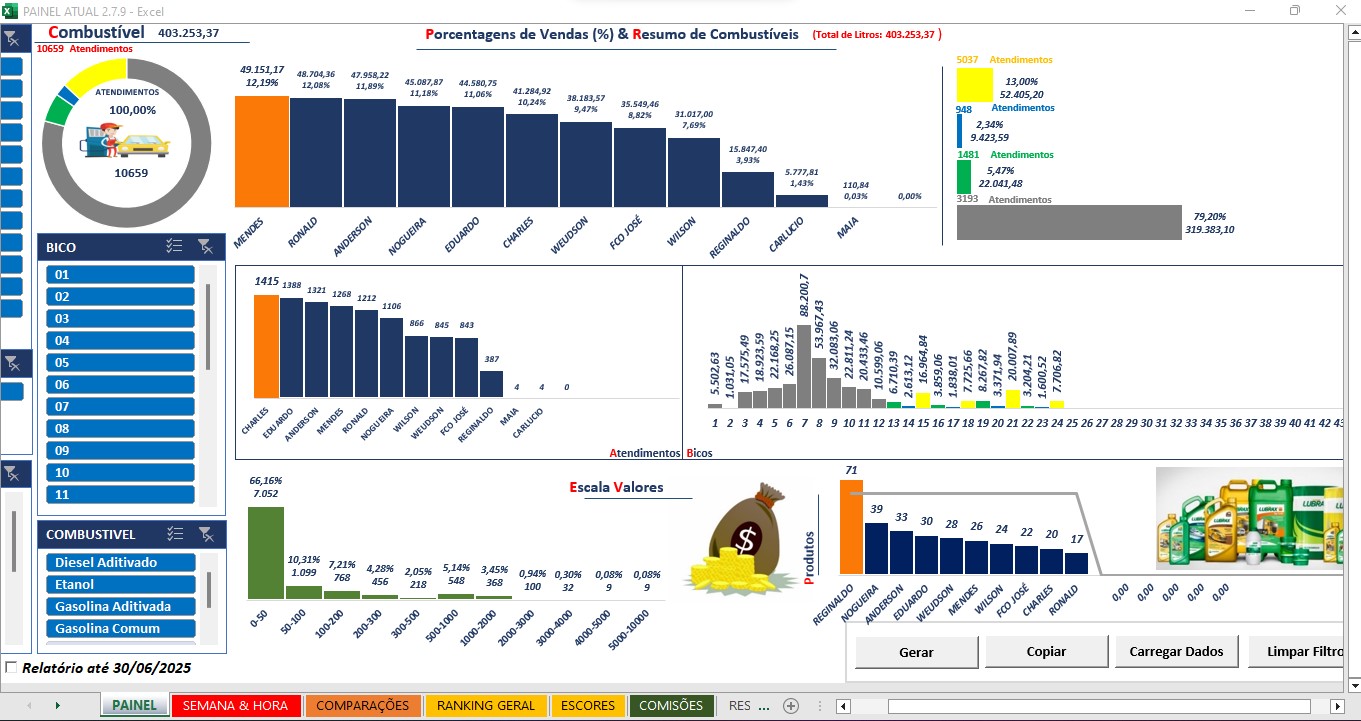 PAINEL ATUAL 2.7.9 - Excel
Combustível 403.253,37
10659 Atendimentos
ATENDIMENTOS
100,00%
10659
Porcentagens de Vendas (%) & Resumo de Combustíveis (Total de Litros: 403.253,37 )
49.151,17 48.704,36 47.958,22 45.087,87 44.580,75 41.284,92 38.183,57 35.549,46 31.017,00 15.847,40 5.777,81 110,84
12,19% 12,08% 11,89% 11,18% 11,06% 10,24% 9,47% 8,82% 7,69% 3,93% 1,43% 0,03% 0,00%
MENDES RONALD ANDERSON NOGUEIRA EDUARDO CHARLES WEUDSON FCO JOSÉ WILSON REGINALDO CARLUCIO MAIA
5037 Atendimentos
13,00%
52.405,20
948 Atendimentos
2,34%
9.423,59
1481 Atendimentos
5,47%
22.041,48
3193 Atendimentos
79,20%
319.383,10
BICO
01
02
03
04
05
06
07
08
09
10
11
1415 1388 1321 1268 1212 1106 866 845 843 387 4 4 0
CHARLES EDUARDO ANDERSON MENDES RONALD NOGUEIRA WILSON WEUDSON FCO JOSÉ REGINALDO MAIA CARLUCIO
Atendimentos
5.502,63 1.031,05 17.575,49 18.923,59 22.168,25 26.087,15 88.200,7 53.967,43 32.083,06 22.811,24 20.433,46 10.599,06 6.710,39 2.613,12 16.964,84 3.859,06 1.838,01 7.725,66 8.267,82 3.371,94 20.007,89 3.204,21 1.600,52 7.706,82
1 2 3 4 5 6 7 8 9 10 11 12 13 14 15 16 17 18 19 20 21 22 23 24 25 26 27 28 29 30 31 32 33 34 35 36 37 38 39 40 41 42 43
Bicos
COMBUSTIVEL
Diesel Aditivado
Etanol
Gasolina Aditivada
Gasolina Comum
Escala Valores
66,16% 10,31% 7,21% 4,28% 2,05% 5,14% 3,45% 0,94% 0,30% 0,08% 0,08%
7.052 1.099 768 456 218 548 368 100 32 9 9
0-50 50-100 100-200 200-300 300-500 500-1000 1000-2000 2000-3000 3000-4000 4000-5000 5000-10000
$
Produtos
71 39 33 30 28 26 24 22 20 17
REGINALDO NOGUEIRA ANDERSON EDUARDO WEUDSON MENDES WILSON FCO JOSÉ CHARLES RONALD 0,00 0,00 0,00 0,00 0,00
LUBRAX
LUBRAX
Gerar Copiar Carregar Dados Limpar Filtro
Relatório até 30/06/2025
PAINEL SEMANA & HORA COMPARAÇÕES RANKING GERAL ESCORES COMISÕES RES ...